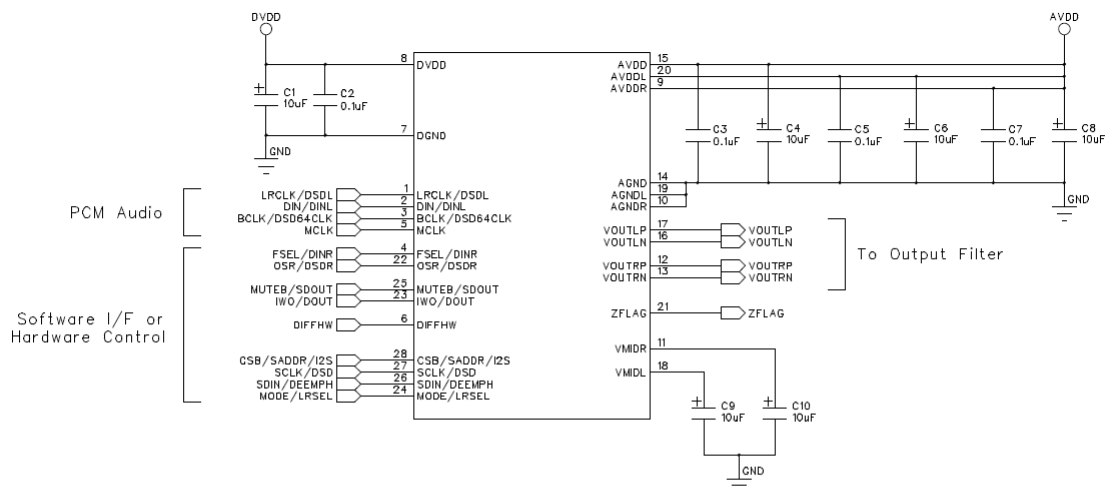 DVDD
AVDD
8 DVDD
AVDD 15
AVDDL 20
AVDDR 9
C1
10uF
C2
0.1uF
C3
0.1uF
C4
10uF
C5
0.1uF
C6
10uF
C7
0.1uF
C8
10uF
7 DGND
GND
AGND 14
AGNDL 19
AGNDR 10
GND
PCM Audio
LRCLK/DSDL 1 LRCLK/DSDL
DIN/DINL 2 DIN/DINL
BCLK/DSD64CLK 3 BCLK/DSD64CLK
MCLK 5 MCLK
VOUTLP 17 VOUTLP
VOUTLN 16 VOUTLN
VOUTRP 12 VOUTRP
VOUTRN 13 VOUTRN
To Output Filter
Software I/F or
Hardware Control
FSEL/DINR 4 FSEL/DINR
OSR/DSDR 22 OSR/DSDR
MUTEB/SDOUT 25 MUTEB/SDOUT
IWO/DOUT 23 IWO/DOUT
DIFFHW 6 DIFFHW
ZFLAG 21 ZFLAG
CSB/SADDR/I2S 28 CSB/SADDR/I2S
SCLK/DSD 27 SCLK/DSD
SDIN/DEEMPH 26 SDIN/DEEMPH
MODE/LRSEL 24 MODE/LRSEL
VMIDR 11
VMIDL 18
C9
10uF
C10
10uF
GND